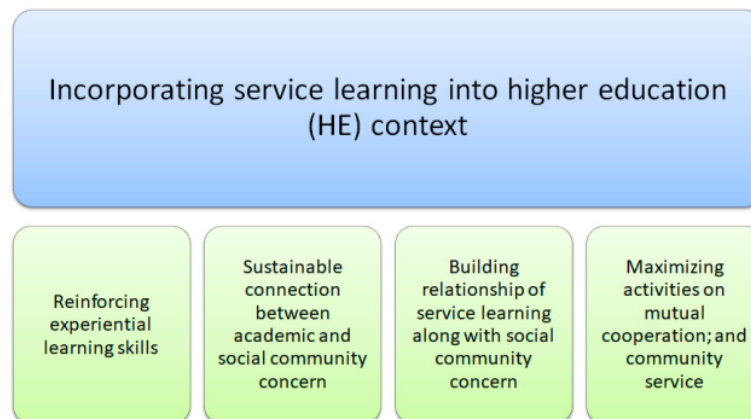 Incorporating service learning into higher education
(HE) context
Reinforcing
experiential
learning skills
Sustainable
connection
between
academic and
social community
concern
Building
relationship of
service learning
along with social
community
concern
Maximizing
activities on
mutual
cooperation; and
community
service